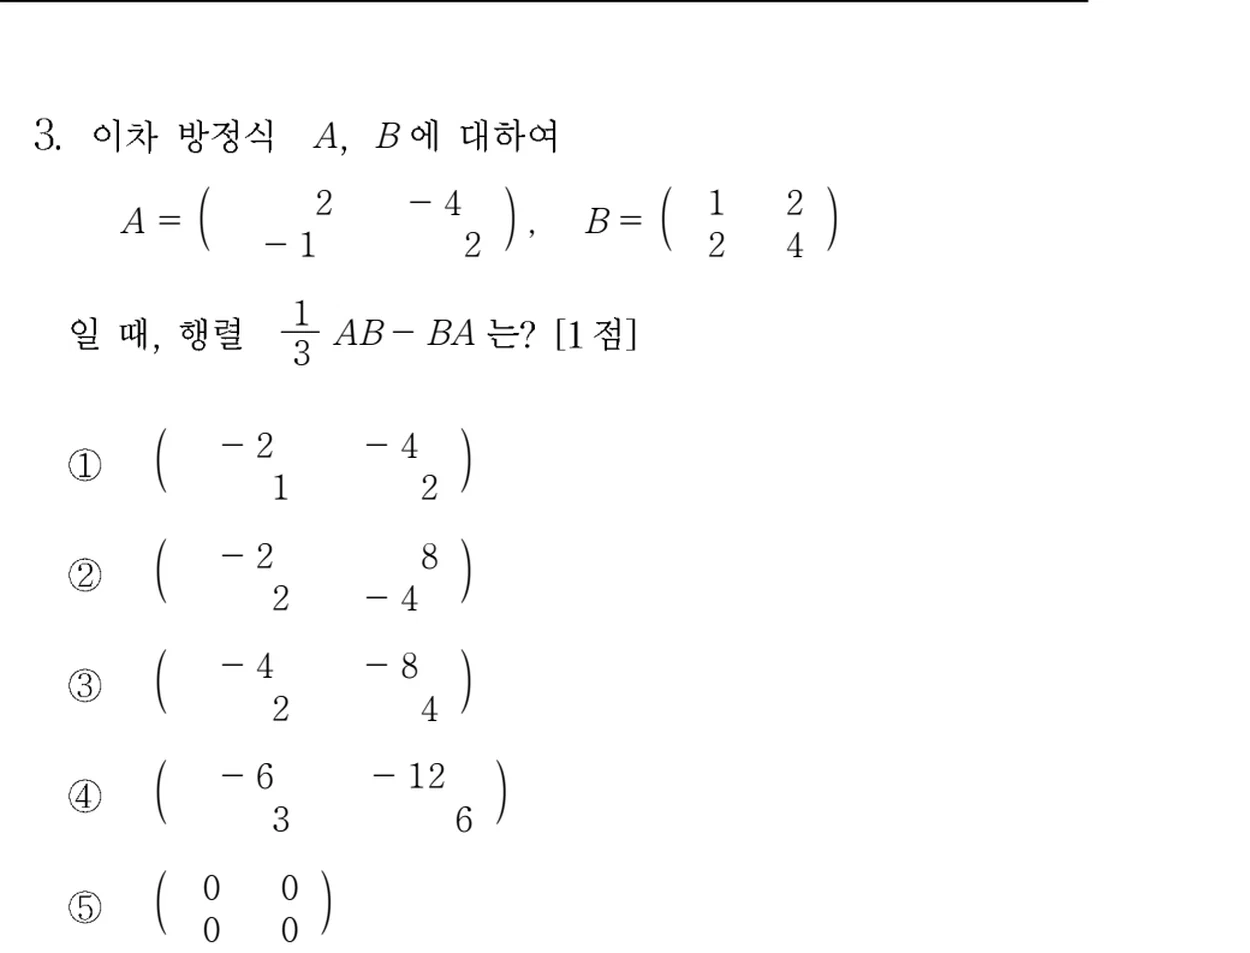 3. 이차 방정식 A, B에 대하여
A = ( 2 -4 ; -1 2 ), B = ( 1 2 ; 2 4 )
일 때, 행렬 1/3 AB - BA 는? [1점]
① ( -2 -4 ; 1 2 )
② ( -2 8 ; 2 -4 )
③ ( -4 -8 ; 2 4 )
④ ( -6 -12 ; 3 6 )
⑤ ( 0 0 ; 0 0 )